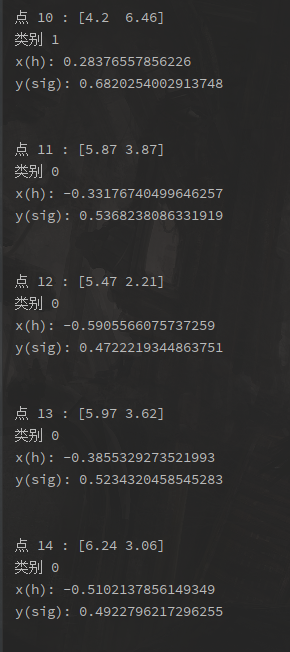 点 10 : [4.2  6.46]
类别 1
x(h): 0.28376557856226
y(sig): 0.6820254002913748
点 11 : [5.87 3.87]
类别 0
x(h): -0.33176740499646257
y(sig): 0.5368238086331919
点 12 : [5.47 2.21]
类别 0
x(h): -0.5905566075737259
y(sig): 0.4722219344863751
点 13 : [5.97 3.62]
类别 0
x(h): -0.3855329273521993
y(sig): 0.5234320458545283
点 14 : [6.24 3.06]
类别 0
x(h): -0.5102137856149349
y(sig): 0.4922796217296255